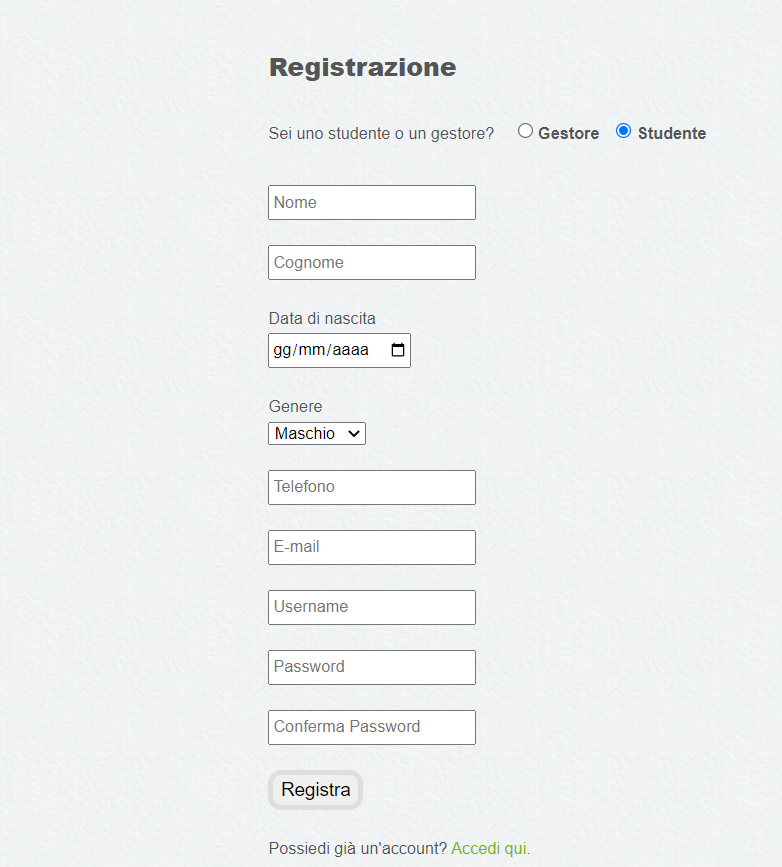 Registrazione
Sei uno studente o un gestore? Gestore Studente
Nome
Cognome
Data di nascita
gg/mm/aaaa
Genere
Maschio
Telefono
E-mail
Username
Password
Conferma Password
Registra
Possiedi già un'account? Accedi qui.